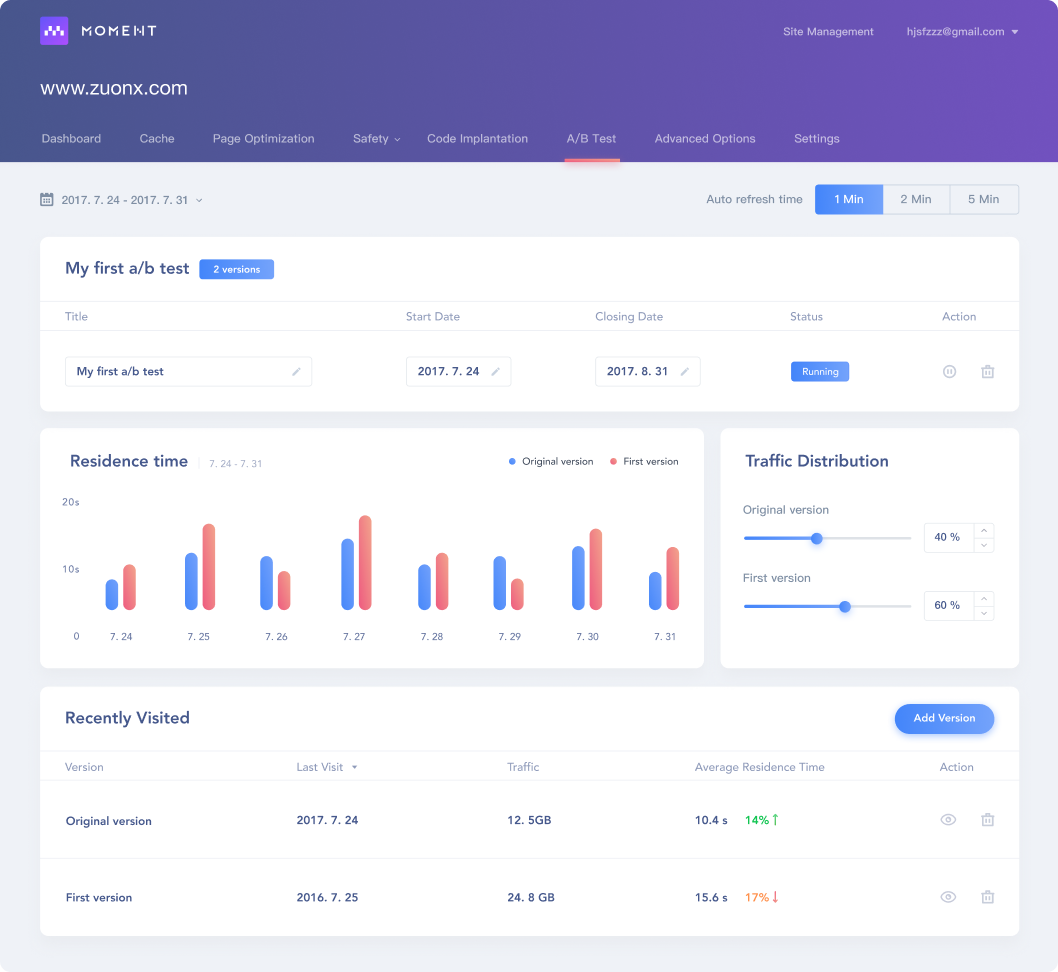 MOMENT
Site Management
hjsfzzz@gmail.com
www.zuonx.com
Dashboard
Cache
Page Optimization
Safety
Code Implantation
A/B Test
Advanced Options
Settings
2017. 7. 24 - 2017. 7. 31
Auto refresh time
1 Min
2 Min
5 Min
My first a/b test
2 versions
Title
Start Date
Closing Date
Status
Action
My first a/b test
2017. 7. 24
2017. 8. 31
Running
Residence time
7. 24 - 7. 31
Original version
First version
20s
10s
0
7. 24
7. 25
7. 26
7. 27
7. 28
7. 29
7. 30
7. 31
Traffic Distribution
Original version
40 %
First version
60 %
Recently Visited
Add Version
Version
Last Visit
Traffic
Average Residence Time
Action
Original version
2017. 7. 24
12. 5GB
10.4 s
14%
First version
2016. 7. 25
24. 8 GB
15.6 s
17%